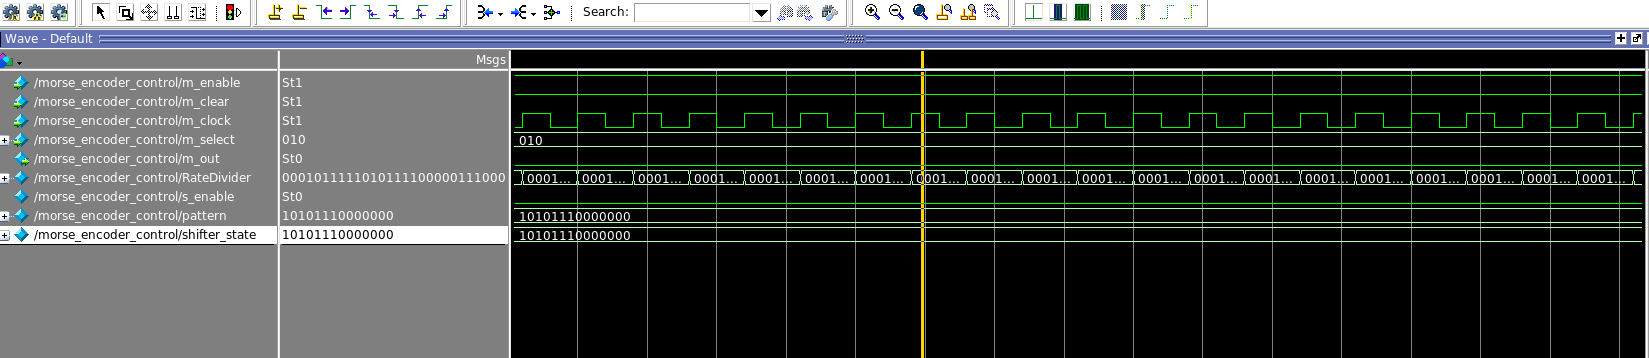 Search:
Wave - Default
Msgs
/morse_encoder_control/m_enable St1
/morse_encoder_control/m_clear St1
/morse_encoder_control/m_clock St1
/morse_encoder_control/m_select 010 010
/morse_encoder_control/m_out St0
/morse_encoder_control/RateDivider 0001011111010111100000111000 0001... 0001... 0001... 0001... 0001... 0001... 0001... 0001... 0001... 0001... 0001... 0001... 0001... 0001... 0001... 0001... 0001... 0001... 0001... 0001...
/morse_encoder_control/s_enable St0
/morse_encoder_control/pattern 10101110000000 10101110000000
/morse_encoder_control/shifter_state 10101110000000 10101110000000